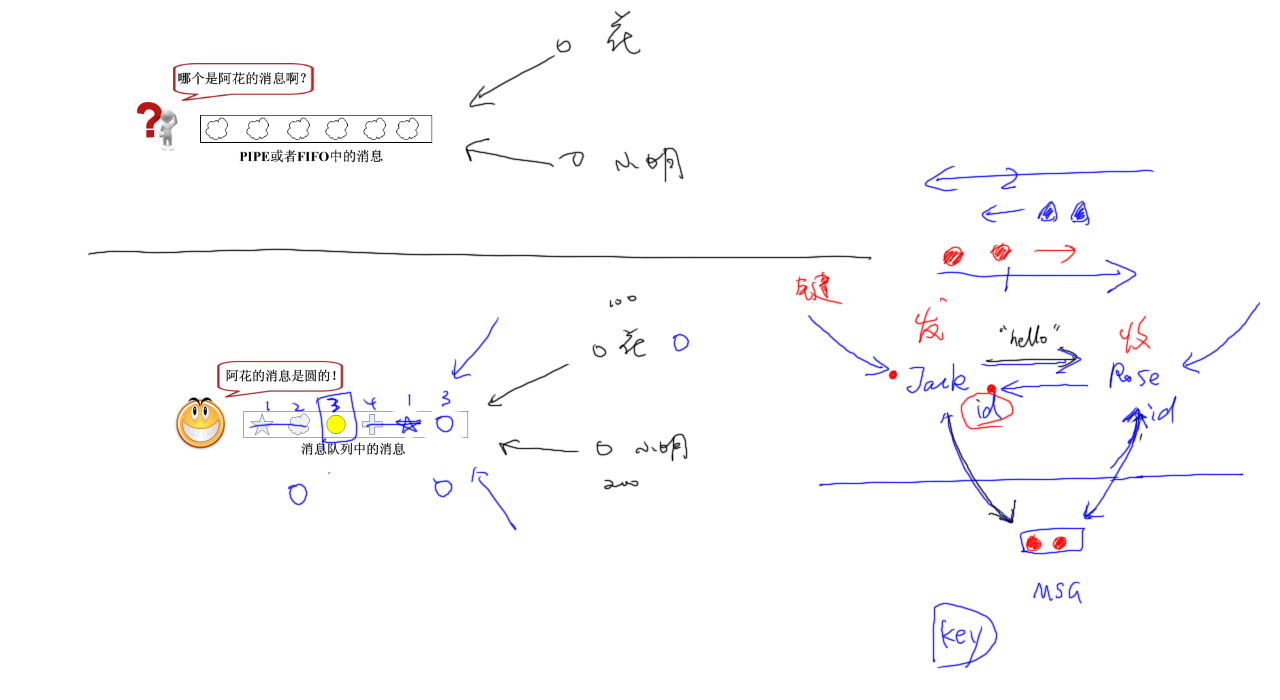 花
哪个是阿花的消息啊？
?
PIPE或者FIFO中的消息
小明
2
100
花
"hello"
发
收
Jack
Rose
阿花的消息是圆的！
1 2 3 4 1 3
id
id
消息队列中的消息
小明
200
MSG
key